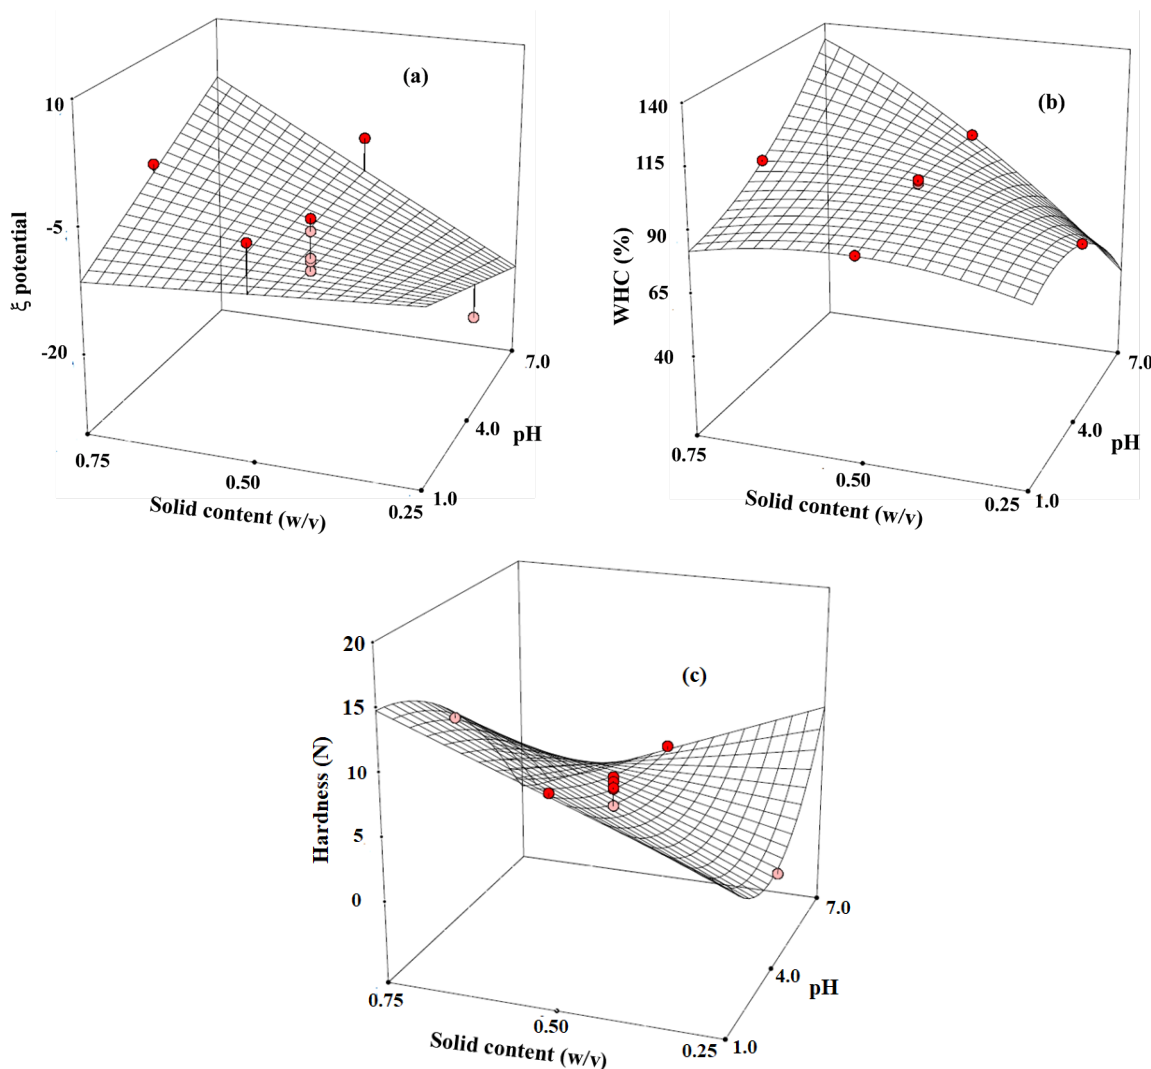 (a)
10
-5
-20
ξ potential
0.75
0.50
0.25
Solid content (w/v)
1.0
4.0
7.0
pH
(b)
140
115
90
65
40
WHC (%)
0.75
0.50
0.25
Solid content (w/v)
1.0
4.0
7.0
pH
(c)
20
15
10
5
0
Hardness (N)
0.75
0.50
0.25
Solid content (w/v)
1.0
4.0
7.0
pH